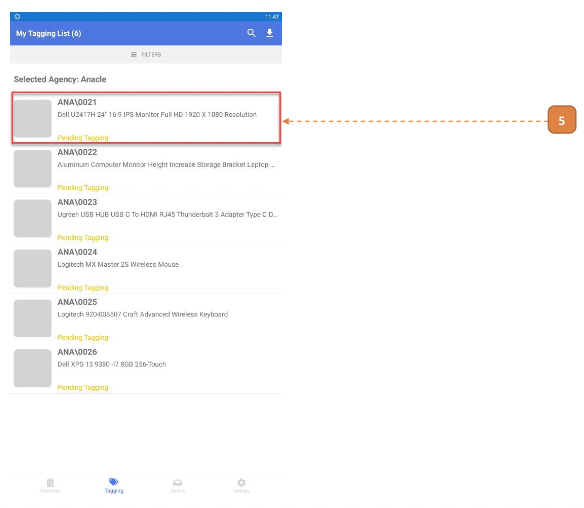 11:47
My Tagging List (6)
FILTERS
Selected Agency: Anacle
ANA\0021
Dell U2417H 24" 16:9 IPS Monitor Full HD 1920 X 1080 Resolution
Pending Tagging
5
ANA\0022
Aluminum Computer Monitor Height Increase Storage Bracket Laptop ...
Pending Tagging
ANA\0023
Ugreen USB HUB USB C To HDMI RJ45 Thunderbolt 3 Adapter Type-C D...
Pending Tagging
ANA\0024
Logitech MX Master 2S Wireless Mouse
Pending Tagging
ANA\0025
Logitech 920-008507 Craft Advanced Wireless Keyboard
Pending Tagging
ANA\0026
Dell XPS 13 9380 -i7 8GB 256-Touch
Pending Tagging
Tagging
Settings